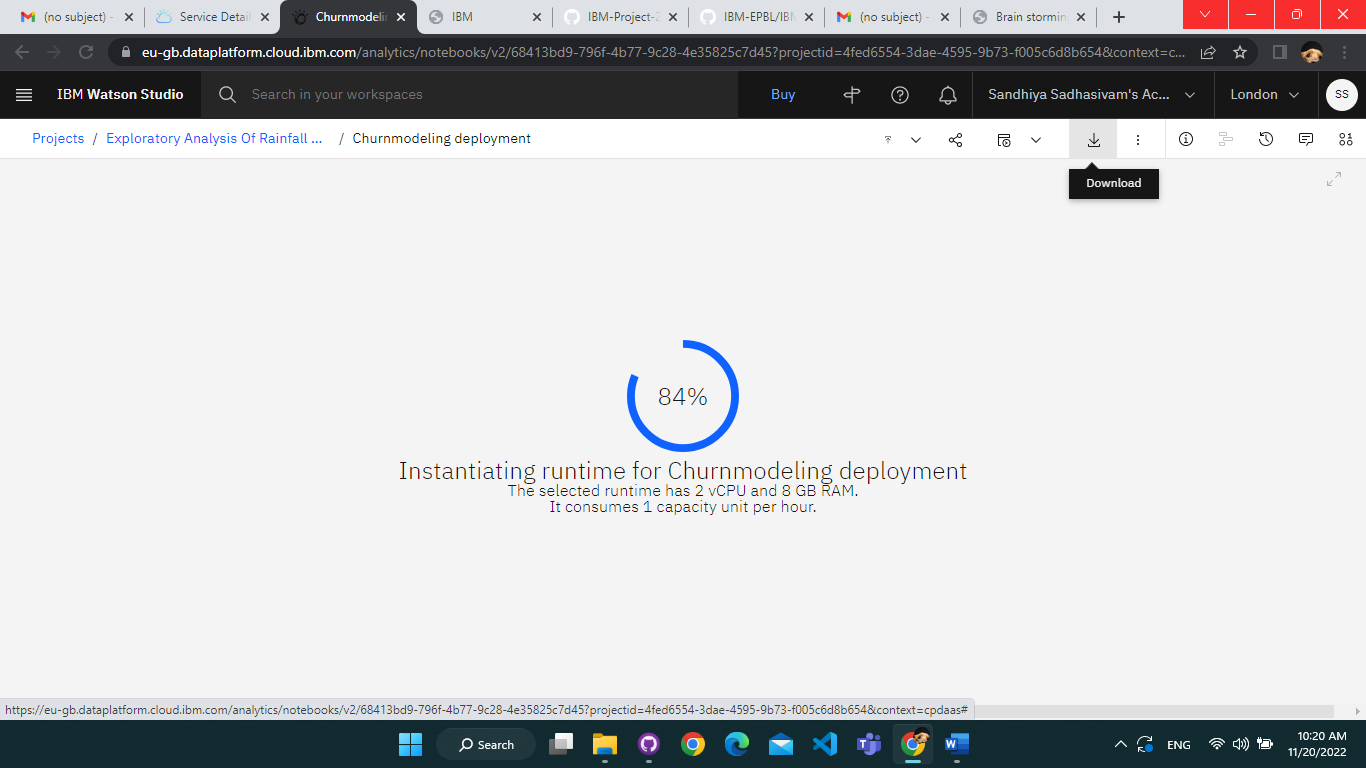 (no subject) -
Service Detail
Churnmodelin
IBM
IBM-Project-2
IBM-EPBL/IBM
(no subject) -
Brain stormin
eu-gb.dataplatform.cloud.ibm.com/analytics/notebooks/v2/68413bd9-796f-4b77-9c28-4e35825c7d45?projectid=4fed6554-3dae-4595-9b73-f005c6d8b654&context=c...
IBM Watson Studio
Search in your workspaces
Buy
Sandhiya Sadhasivam's Ac...
London
SS
Projects / Exploratory Analysis Of Rainfall ... / Churnmodeling deployment
Download
84%
Instantiating runtime for Churnmodeling deployment
The selected runtime has 2 vCPU and 8 GB RAM.
It consumes 1 capacity unit per hour.
https://eu-gb.dataplatform.cloud.ibm.com/analytics/notebooks/v2/68413bd9-796f-4b77-9c28-4e35825c7d45?projectid=4fed6554-3dae-4595-9b73-f005c6d8b654&context=cpdaas#
Search
ENG
10:20 AM
11/20/2022